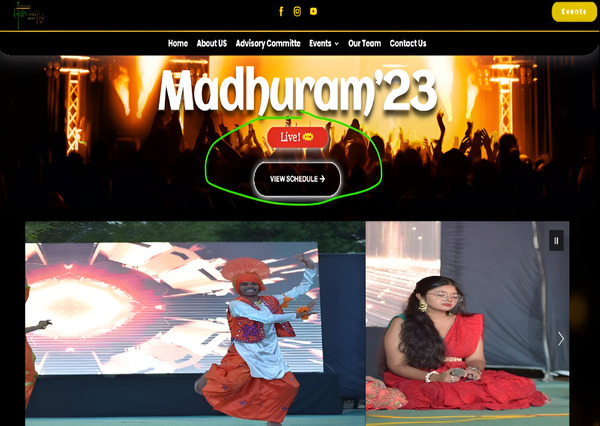 Events
Home About US Advisory Committe Events Our Team Contact Us
Madhuram'23
Live!
VIEW SCHEDULE →